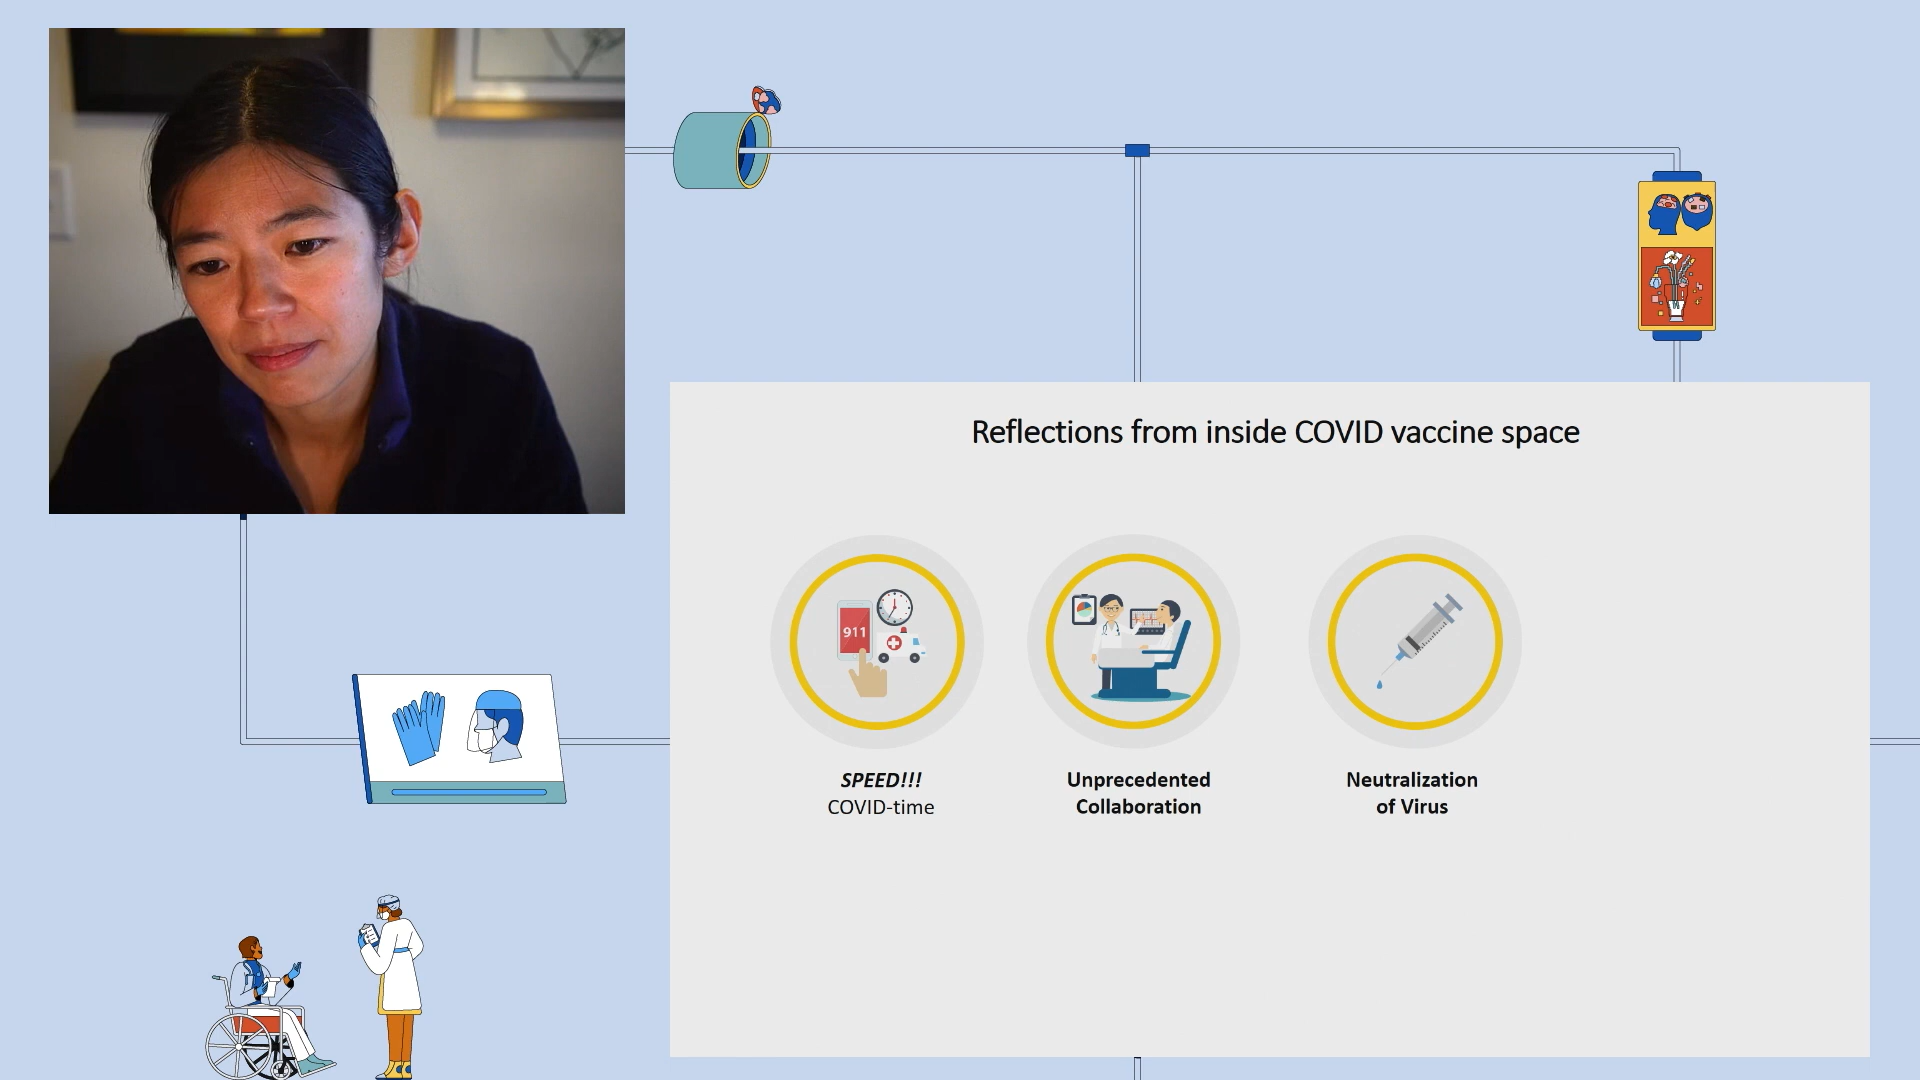 Reflections from inside COVID vaccine space
911
SPEED!!!
COVID-time
Unprecedented
Collaboration
Neutralization
of Virus